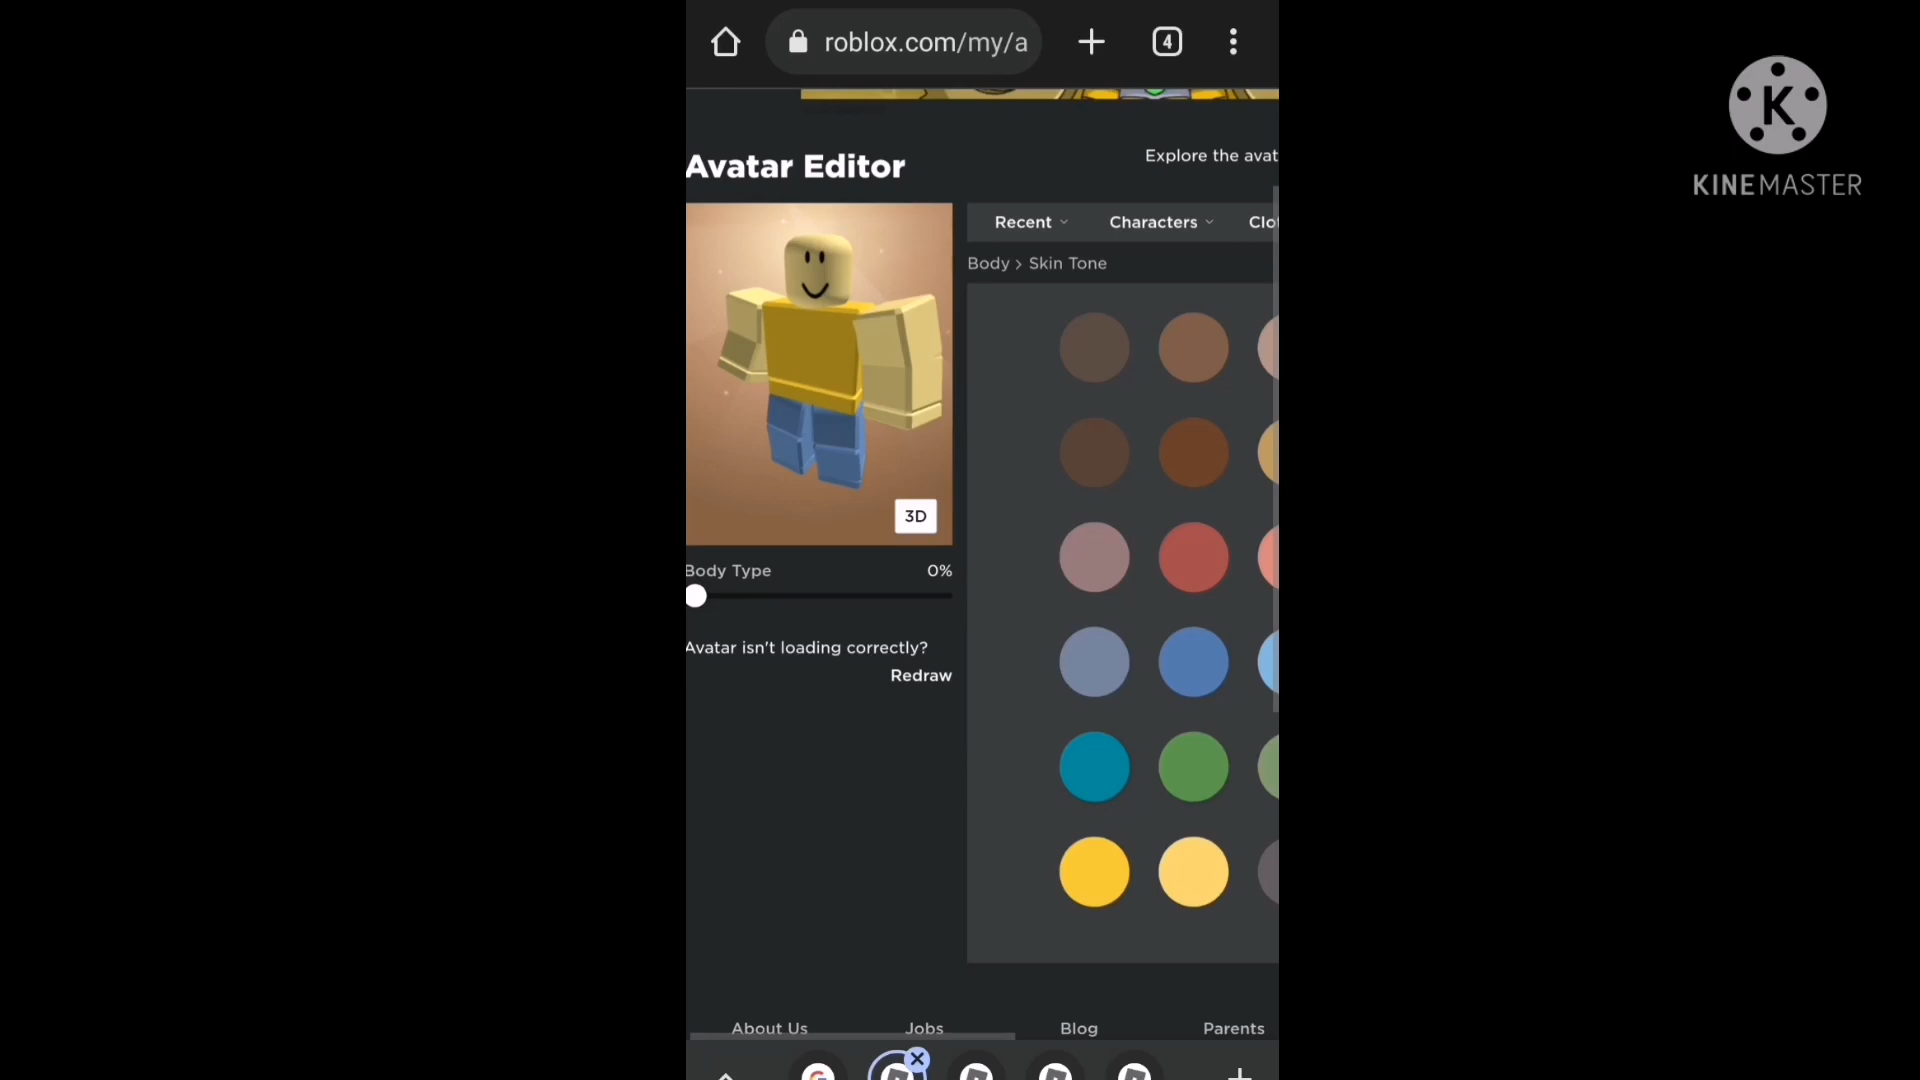 roblox.com/my/a
4
K
KINEMASTER
Avatar Editor
Explore the avat
Recent
Characters
Clot
Body > Skin Tone
3D
Body Type
0%
Avatar isn't loading correctly?
Redraw
About Us
Jobs
Blog
Parents